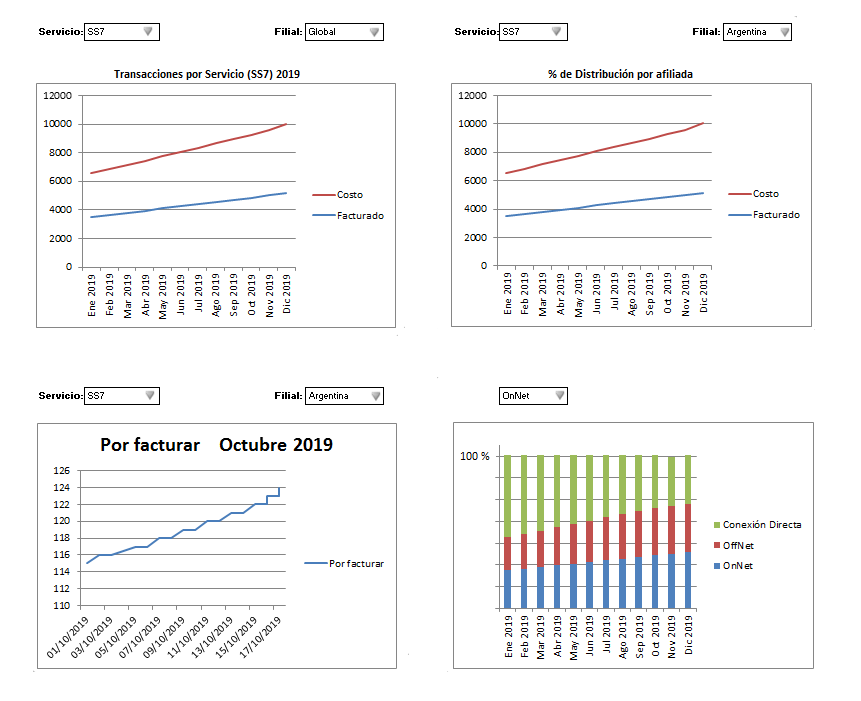 Servicio: SS7
Filial: Global
Transacciones por Servicio (SS7) 2019
12000
10000
8000
6000
4000
2000
0
Costo
Facturado
Ene 2019
Feb 2019
Mar 2019
Abr 2019
May 2019
Jun 2019
Jul 2019
Ago 2019
Sep 2019
Oct 2019
Nov 2019
Dic 2019
Servicio: SS7
Filial: Argentina
% de Distribución por afiliada
12000
10000
8000
6000
4000
2000
0
Costo
Facturado
Ene 2019
Feb 2019
Mar 2019
Abr 2019
May 2019
Jun 2019
Jul 2019
Ago 2019
Sep 2019
Oct 2019
Nov 2019
Dic 2019
Servicio: SS7
Filial: Argentina
Por facturar Octubre 2019
126
124
122
120
118
116
114
112
110
Por facturar
01/10/2019
03/10/2019
05/10/2019
07/10/2019
09/10/2019
11/10/2019
13/10/2019
15/10/2019
17/10/2019
OnNet
100 %
Conexión Directa
OffNet
OnNet
Ene 2019
Feb 2019
Mar 2019
Abr 2019
May 2019
Jun 2019
Jul 2019
Ago 2019
Sep 2019
Oct 2019
Nov 2019
Dic 2019